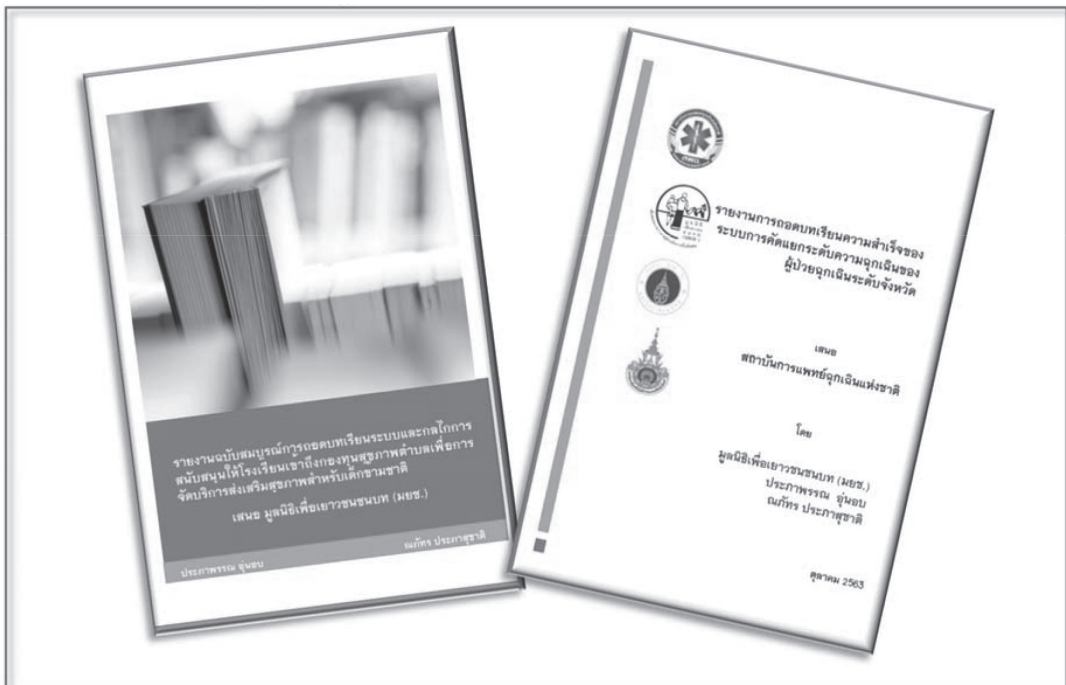 รายงานฉบับสมบูรณ์การถอดบทเรียนระบบและกลไกการ
สนับสนุนให้โรงเรียนเข้าถึงกองทุนสุขภาพตำบลเพื่อการ
จัดบริการส่งเสริมสุขภาพสำหรับเด็กข้ามชาติ
เสนอ มูลนิธิเพื่อเยาวชนชนบท (มยช.)
ประภาพรรณ อุ่นอบ
ณภัทร ประภาสุชาติ
รายงานการถอดบทเรียนความสำเร็จของ
ระบบการคัดแยกระดับความฉุกเฉินของ
ผู้ป่วยฉุกเฉินระดับจังหวัด
เสนอ
สถาบันการแพทย์ฉุกเฉินแห่งชาติ
โดย
มูลนิธิเพื่อเยาวชนชนบท (มยช.)
ประภาพรรณ อุ่นอบ
ณภัทร ประภาสุชาติ
ตุลาคม 2563